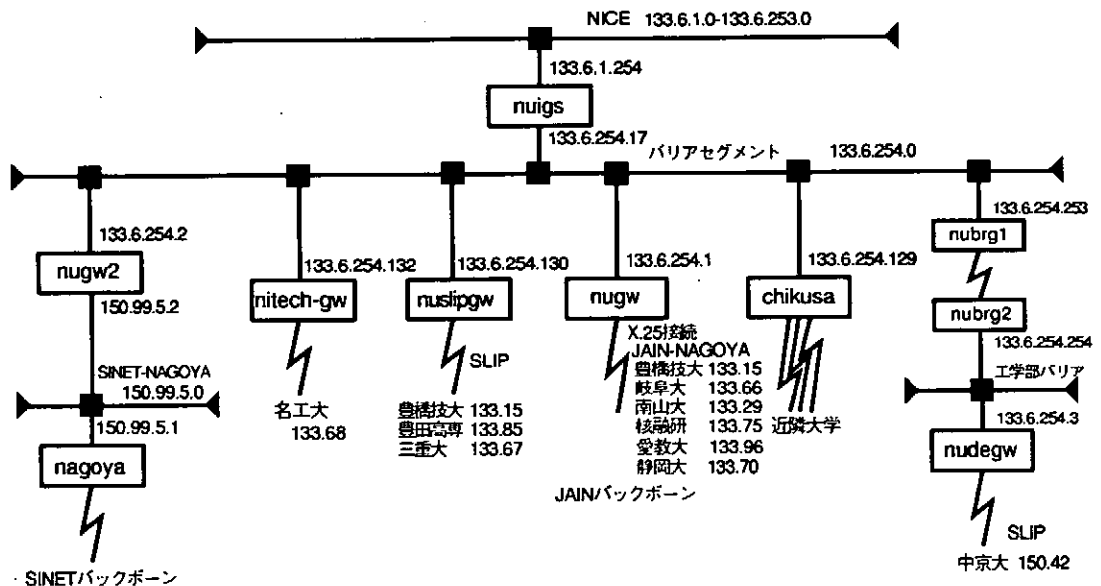 NICE 133.6.1.0-133.6.253.0
133.6.1.254
nuigs
133.6.254.17
バリアセグメント 133.6.254.0
133.6.254.2
nugw2
150.99.5.2
SINET-NAGOYA
150.99.5.0
150.99.5.1
nagoya
SINETバックボーン
133.6.254.132
nitech-gw
名工大
133.68
133.6.254.130
nuslipgw
SLIP
豊橋技大 133.15
豊田高専 133.85
三重大 133.67
133.6.254.1
nugw
X.25接続
JAIN-NAGOYA
豊橋技大 133.15
岐阜大 133.66
南山大 133.29
核融研 133.75
愛教大 133.96
静岡大 133.70
JAINバックボーン
133.6.254.129
chikusa
近隣大学
133.6.254.253
nubrg1
nubrg2
133.6.254.254
工学部バリア
133.6.254.3
nudegw
SLIP
中京大 150.42